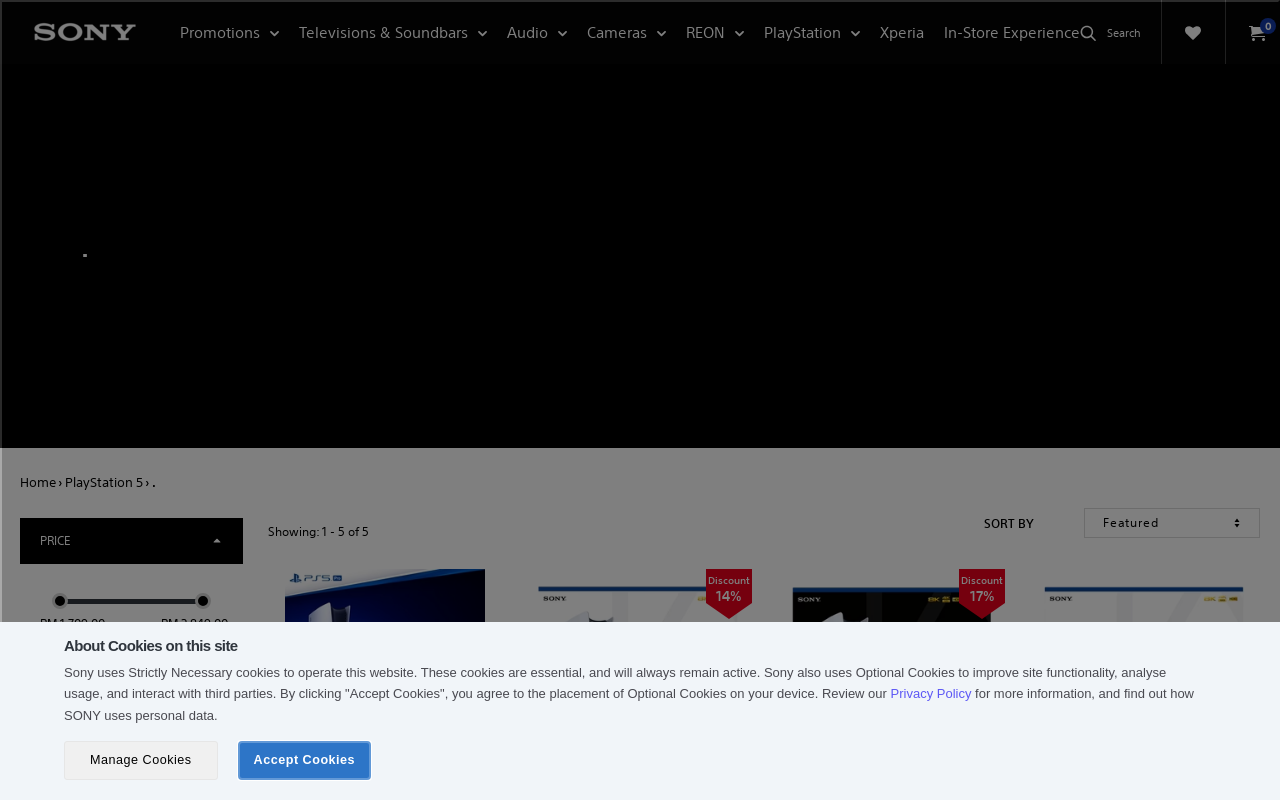 SONY
Promotions
Televisions & Soundbars
Audio
Cameras
REON
PlayStation
Xperia
In-Store Experience
Search
0
.
Home › PlayStation 5 › .
PRICE
Showing: 1 - 5 of 5
SORT BY
Featured
PS5 Pro
SONY
Discount
14%
SONY
Discount
17%
SONY
About Cookies on this site
Sony uses Strictly Necessary cookies to operate this website. These cookies are essential, and will always remain active. Sony also uses Optional Cookies to improve site functionality, analyse
usage, and interact with third parties. By clicking "Accept Cookies", you agree to the placement of Optional Cookies on your device. Review our Privacy Policy for more information, and find out how
SONY uses personal data.
Manage Cookies
Accept Cookies